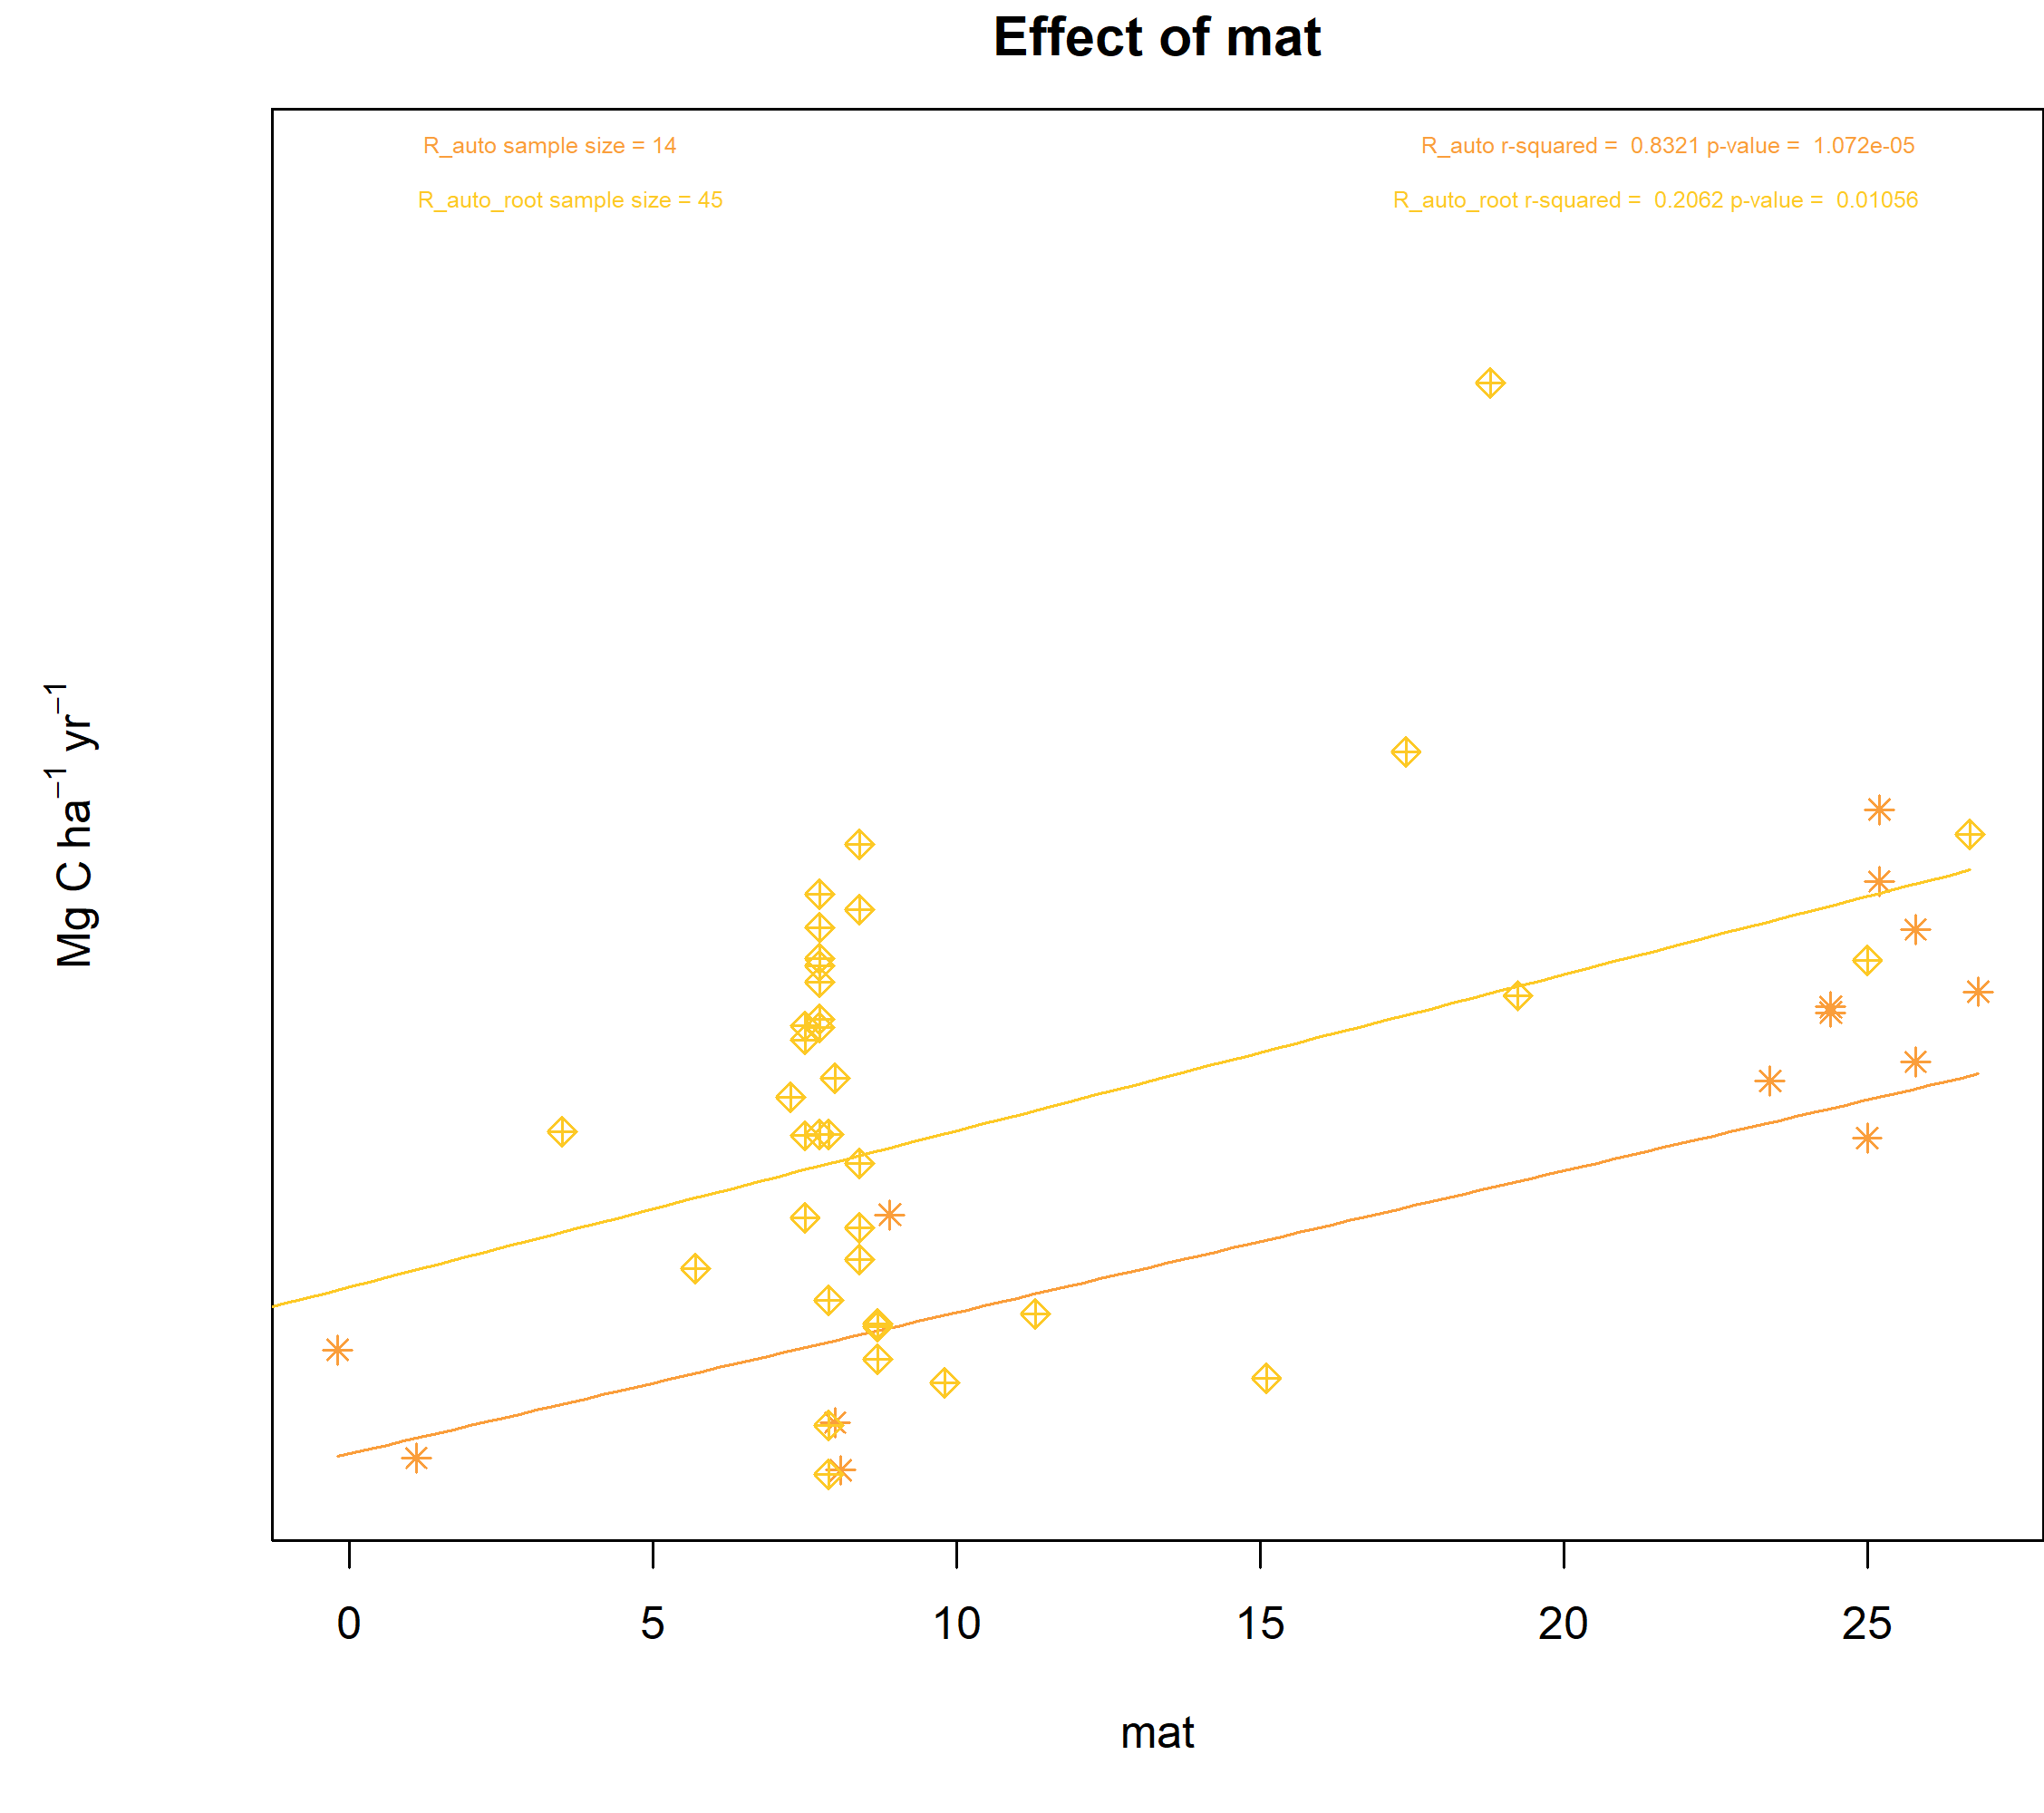 Effect of mat
R_auto sample size = 14
R_auto r-squared = 0.8321 p-value = 1.072e-05
R_auto_root sample size = 45
R_auto_root r-squared = 0.2062 p-value = 0.01056
Mg C ha⁻¹ yr⁻¹
0 5 10 15 20 25
mat